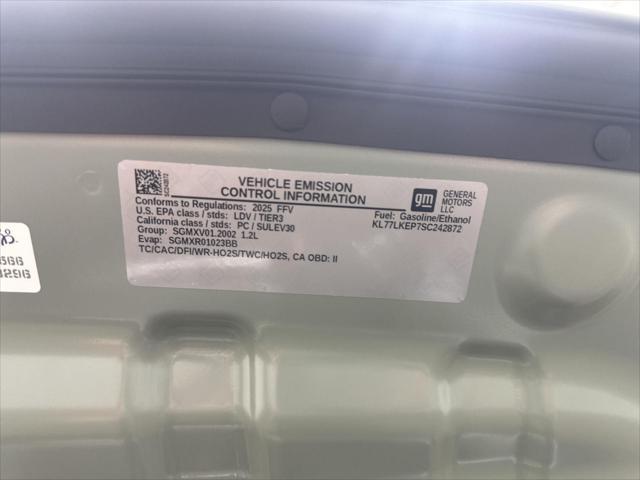 VEHICLE EMISSION
CONTROL INFORMATION
Conforms to Regulations: 2025 FFV
U.S. EPA class / stds: LDV / TIER3
California class / stds: PC / SULEV30
Group: SGMXV01.2002 1.2L
Evap: SGMXR01023BB
TC/CAC/DFI/WR-HO2S/TWC/HO2S, CA OBD: II
gm
GENERAL
MOTORS
LLC
Fuel: Gasoline/Ethanol
KL77LKEP7SC242872
SC242872